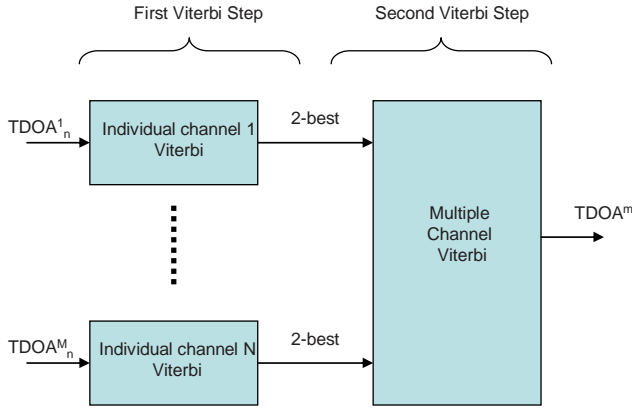 First Viterbi Step
Second Viterbi Step
TDOA¹ₙ
Individual channel 1
Viterbi
2-best
Multiple
Channel
Viterbi
TDOAᵐ
TDOAᴹₙ
Individual channel N
Viterbi
2-best